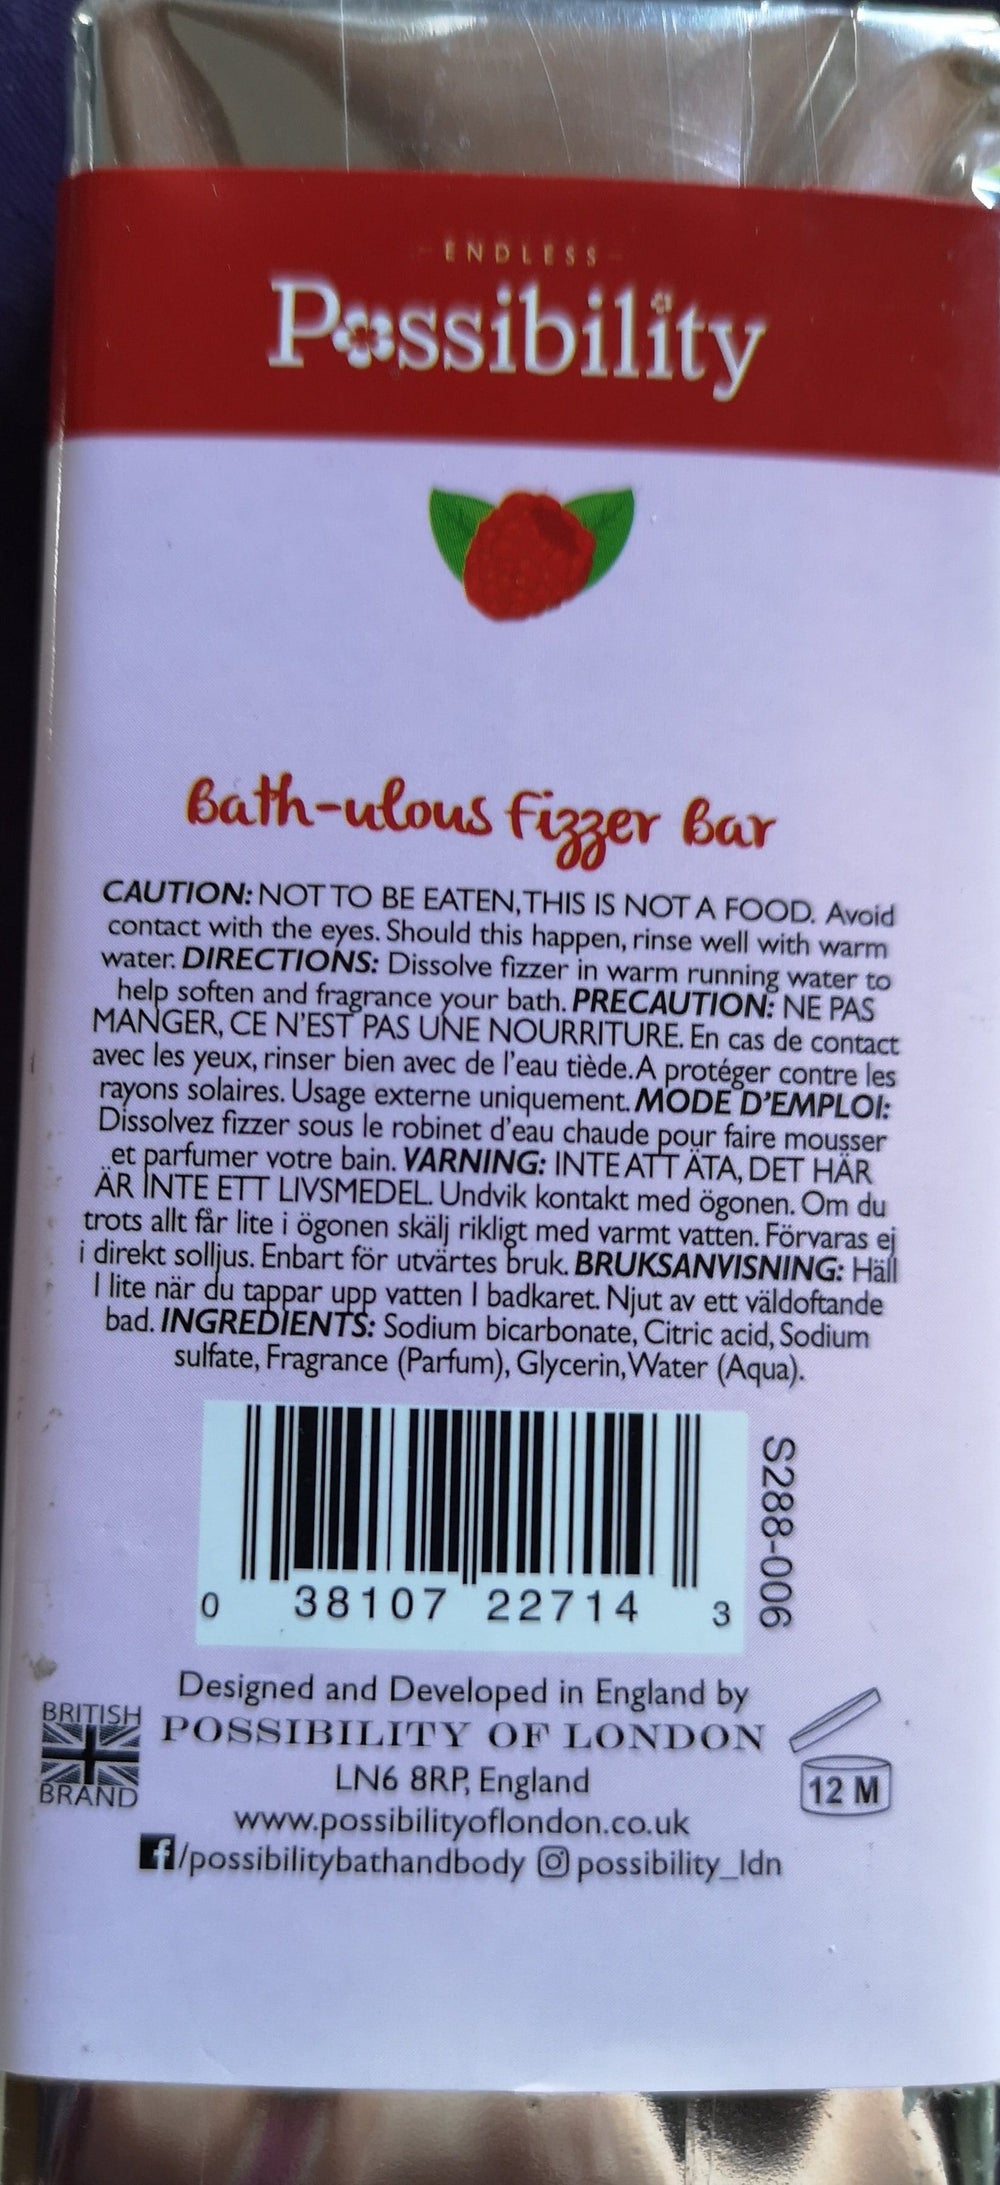 ENDLESS
Possibility
Bath-ulous Fizzer Bar
CAUTION: NOT TO BE EATEN, THIS IS NOT A FOOD. Avoid
contact with the eyes. Should this happen, rinse well with warm
water. DIRECTIONS: Dissolve fizzer in warm running water to
help soften and fragrance your bath. PRECAUTION: NE PAS
MANGER, CE N'EST PAS UNE NOURRITURE. En cas de contact
avec les yeux, rinser bien avec de l'eau tiède. A protéger contre les
rayons solaires. Usage externe uniquement. MODE D'EMPLOI:
Dissolvez fizzer sous le robinet d'eau chaude pour faire mousser
et parfumer votre bain. VARNING: INTE ATT ÄTA, DET HÄR
ÄR INTE ETT LIVSMEDEL. Undvik kontakt med ögonen. Om du
trots allt får lite i ögonen skälj rikligt med varmt vatten. Förvaras ej
i direkt solljus. Enbart för utvärtes bruk. BRUKSANVISNING: Häll
I lite när du tappar upp vatten I badkaret. Njut av ett väldoftande
bad. INGREDIENTS: Sodium bicarbonate, Citric acid, Sodium
sulfate, Fragrance (Parfum), Glycerin, Water (Aqua).
0 38107 22714 3
S288-006
Designed and Developed in England by
POSSIBILITY OF LONDON
LN6 8RP, England
www.possibilityoflondon.co.uk
f/possibilitybathandbody possibility_ldn
BRITISH
BRAND
12 M